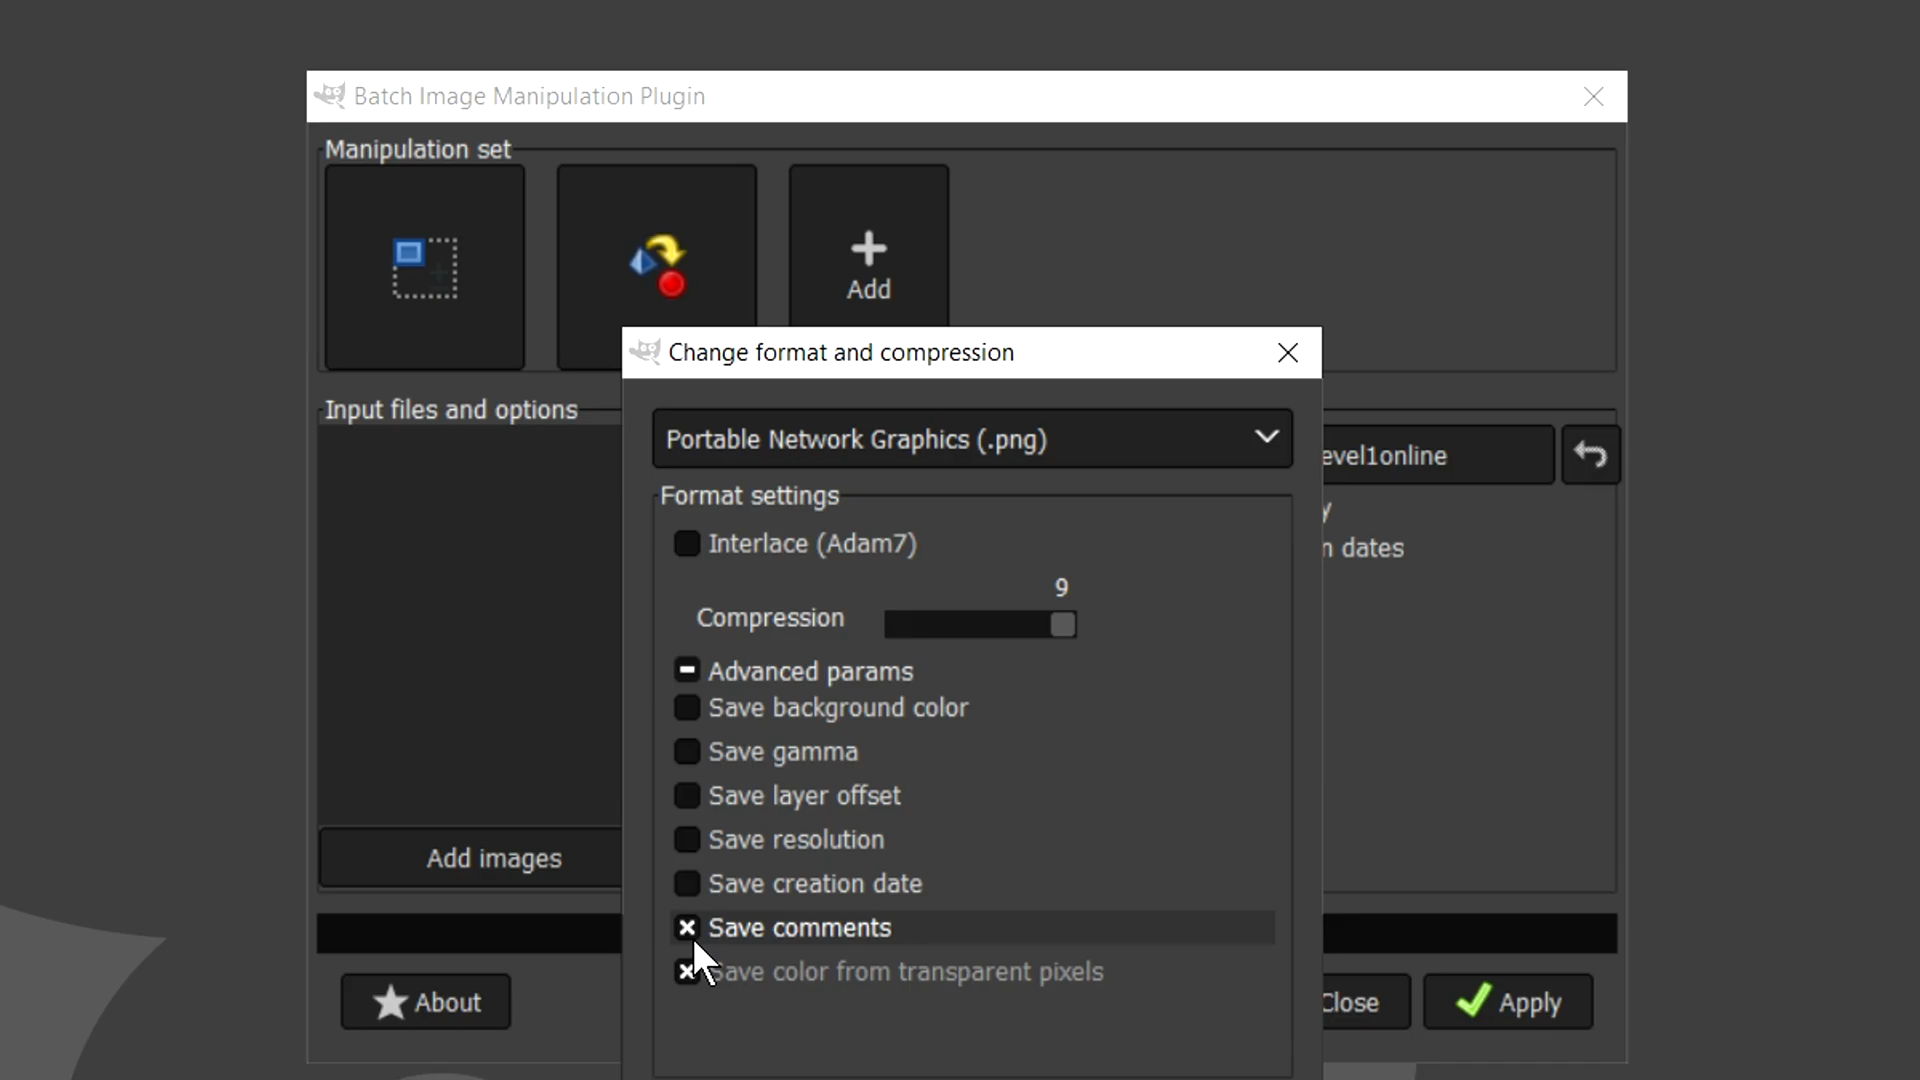 Batch Image Manipulation Plugin
Manipulation set
Add
Change format and compression
Input files and options
Portable Network Graphics (.png)
evel1online
Format settings
y
Interlace (Adam7)
n dates
9
Compression
Advanced params
Save background color
Save gamma
Save layer offset
Save resolution
Add images
Save creation date
Save comments
Save color from transparent pixels
About
Close
Apply